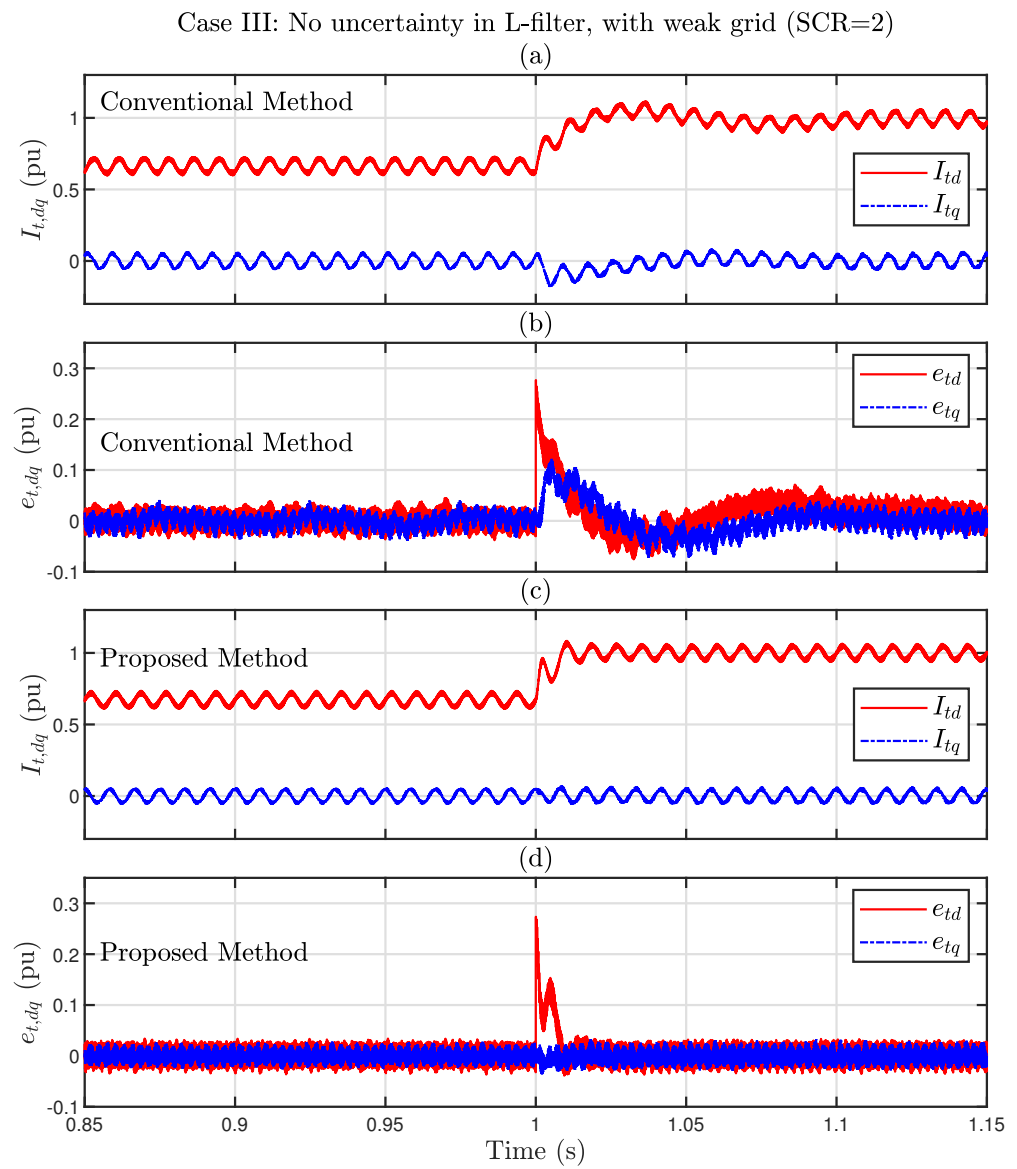 Case III: No uncertainty in L-filter, with weak grid (SCR=2)
(a)
Conventional Method
1
0.5
0
I_{t,dq} (pu)
I_{td}
I_{tq}
(b)
Conventional Method
0.3
0.2
0.1
0
-0.1
e_{t,dq} (pu)
e_{td}
e_{tq}
(c)
Proposed Method
1
0.5
0
I_{t,dq} (pu)
I_{td}
I_{tq}
(d)
Proposed Method
0.3
0.2
0.1
0
-0.1
e_{t,dq} (pu)
e_{td}
e_{tq}
0.85 0.9 0.95 1 1.05 1.1 1.15
Time (s)